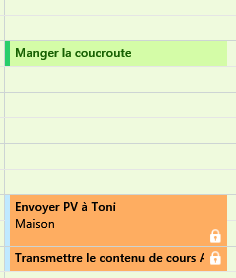 Manger la coucroute
Envoyer PV à Toni
Maison
Transmettre le contenu de cours